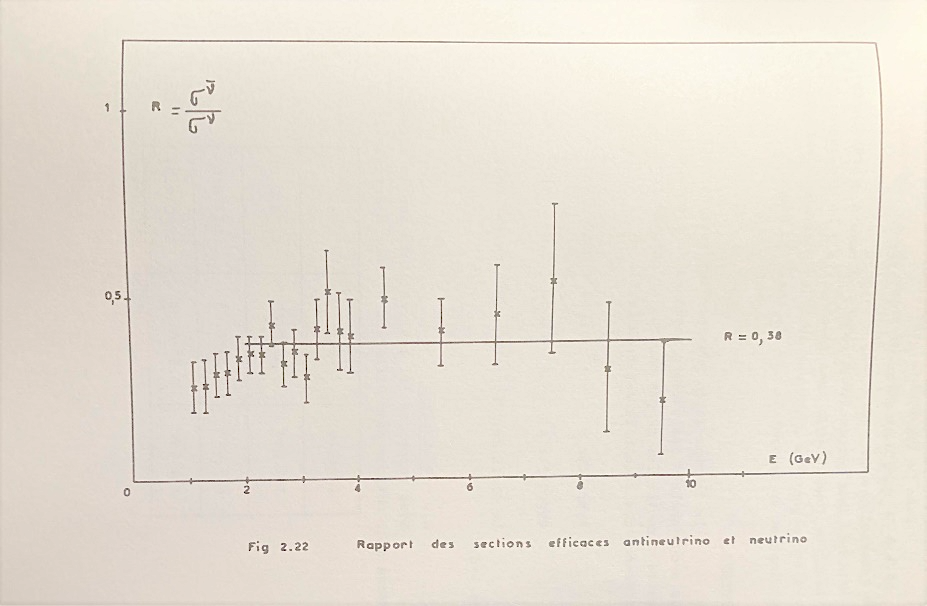 1
R = σ^ν̄ / σ^ν
0,5
R = 0,38
E (GeV)
0 2 4 6 8 10
Fig 2.22 Rapport des sections efficaces antineutrino et neutrino